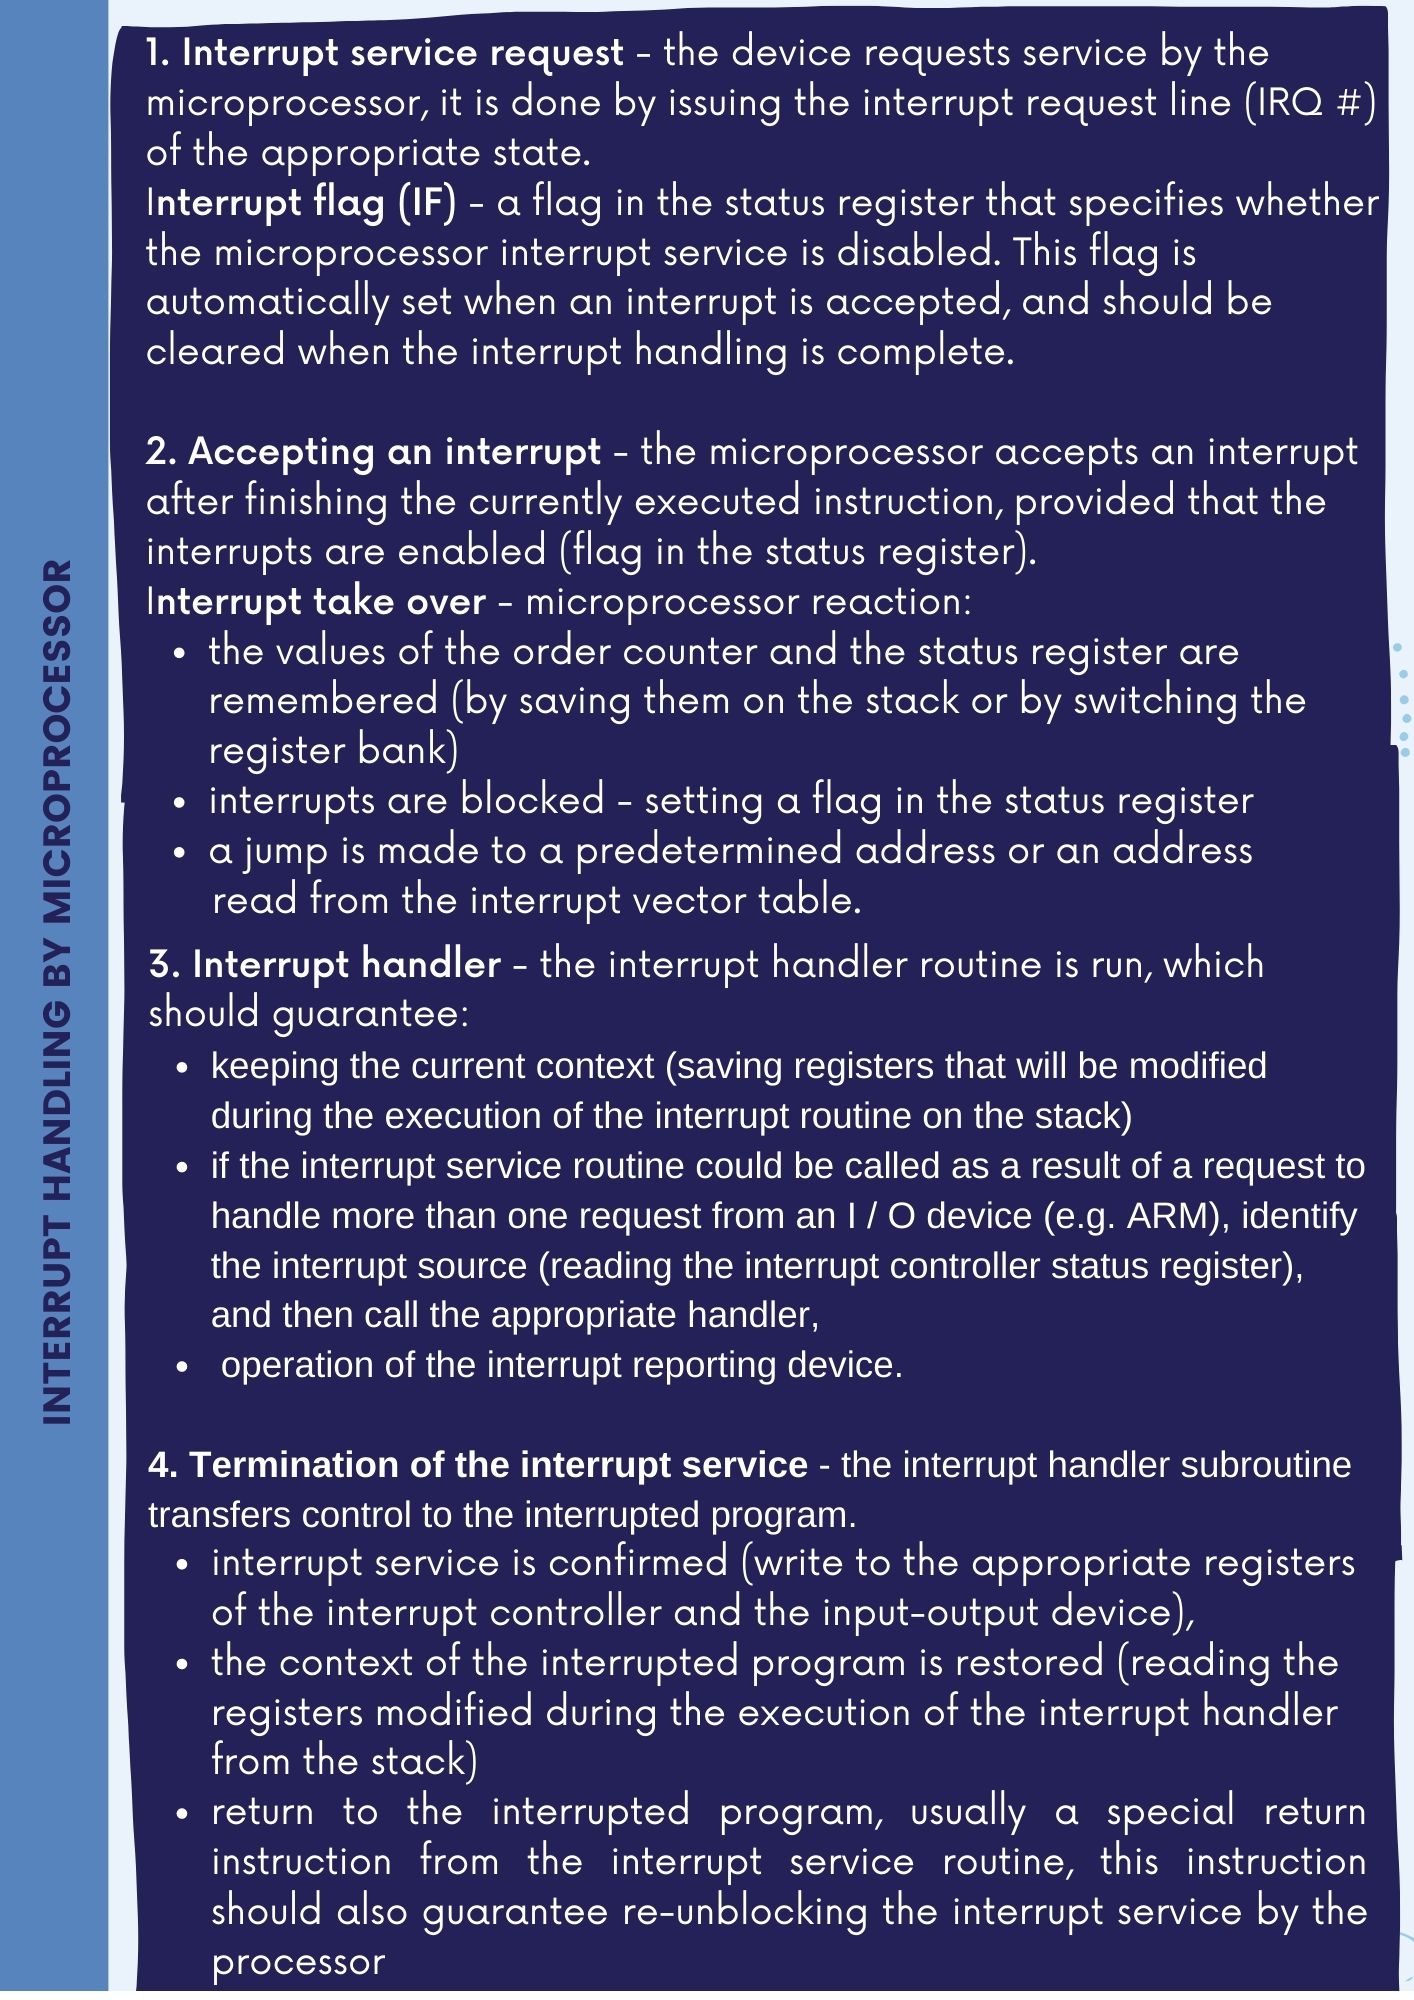 INTERRUPT HANDLING BY MICROPROCESSOR
1. Interrupt service request - the device requests service by the
microprocessor, it is done by issuing the interrupt request line (IRQ #)
of the appropriate state.
Interrupt flag (IF) - a flag in the status register that specifies whether
the microprocessor interrupt service is disabled. This flag is
automatically set when an interrupt is accepted, and should be
cleared when the interrupt handling is complete.
2. Accepting an interrupt - the microprocessor accepts an interrupt
after finishing the currently executed instruction, provided that the
interrupts are enabled (flag in the status register).
Interrupt take over - microprocessor reaction:
• the values of the order counter and the status register are
remembered (by saving them on the stack or by switching the
register bank)
• interrupts are blocked - setting a flag in the status register
• a jump is made to a predetermined address or an address
read from the interrupt vector table.
3. Interrupt handler - the interrupt handler routine is run, which
should guarantee:
• keeping the current context (saving registers that will be modified
during the execution of the interrupt routine on the stack)
• if the interrupt service routine could be called as a result of a request to
handle more than one request from an I / O device (e.g. ARM), identify
the interrupt source (reading the interrupt controller status register),
and then call the appropriate handler,
• operation of the interrupt reporting device.
4. Termination of the interrupt service - the interrupt handler subroutine
transfers control to the interrupted program.
• interrupt service is confirmed (write to the appropriate registers
of the interrupt controller and the input-output device),
• the context of the interrupted program is restored (reading the
registers modified during the execution of the interrupt handler
from the stack)
• return to the interrupted program, usually a special return
instruction from the interrupt service routine, this instruction
should also guarantee re-unblocking the interrupt service by the
processor